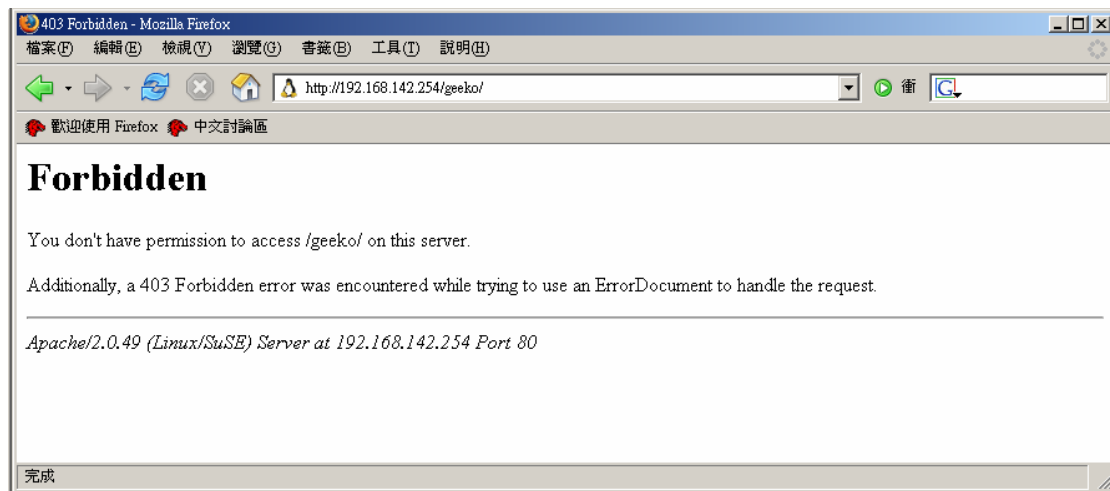 403 Forbidden - Mozilla Firefox
檔案(F) 編輯(E) 檢視(V) 瀏覽(G) 書籤(B) 工具(T) 說明(H)
http://192.168.142.254/geeko/ 衝 G
歡迎使用 Firefox 中文討論區
Forbidden
You don't have permission to access /geeko/ on this server.
Additionally, a 403 Forbidden error was encountered while trying to use an ErrorDocument to handle the request.
Apache/2.0.49 (Linux/SuSE) Server at 192.168.142.254 Port 80
完成